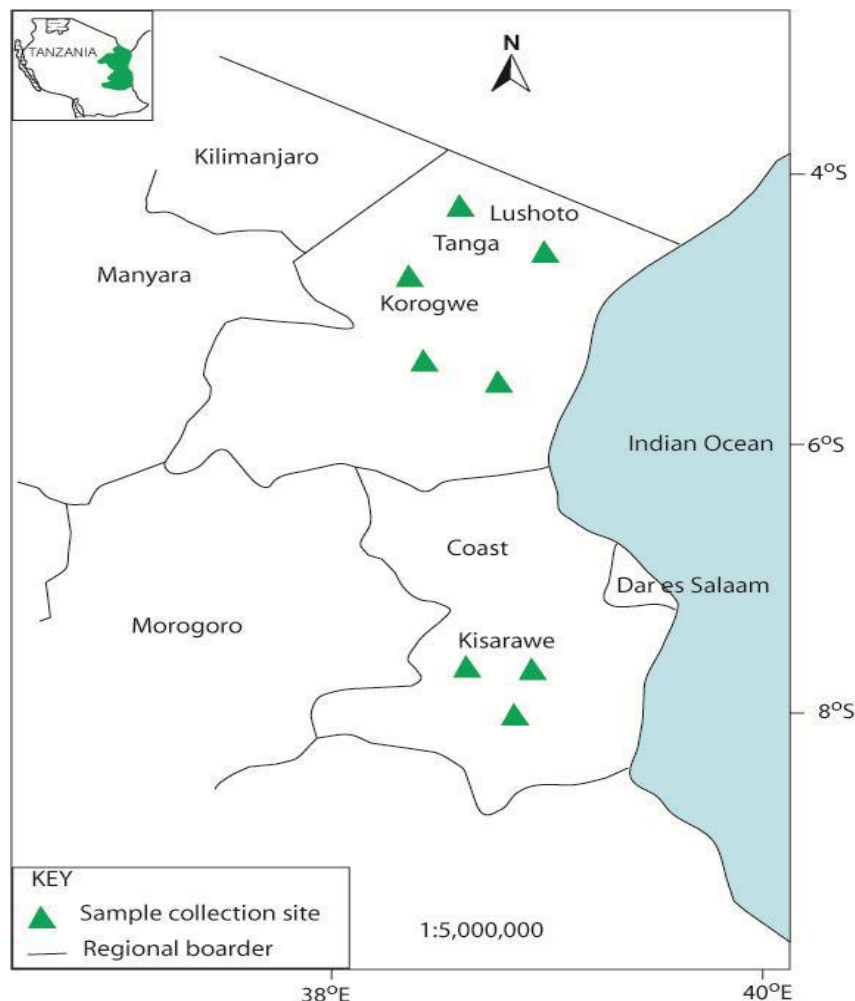 TANZANIA
N
Kilimanjaro
4°S
Lushoto
Tanga
Manyara
Korogwe
Indian Ocean
6°S
Coast
Dar es Salaam
Morogoro
Kisarawe
8°S
KEY
Sample collection site
1:5,000,000
Regional boarder
38°E
40°E